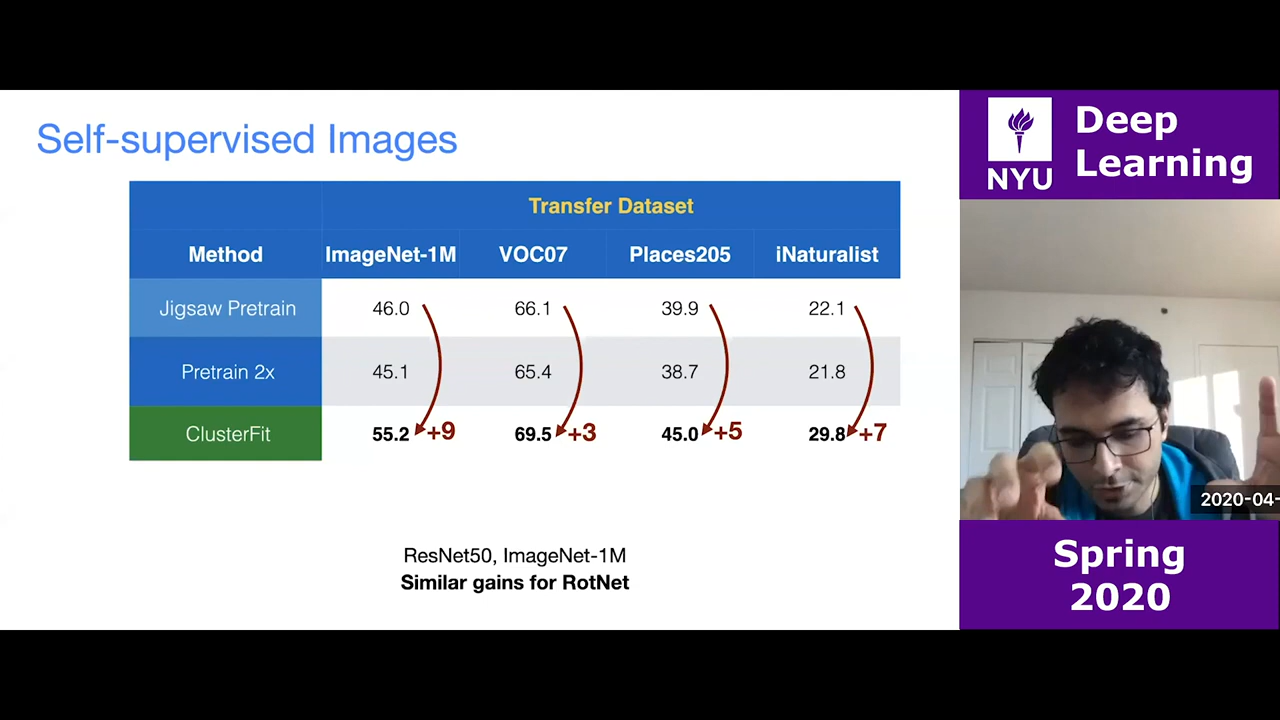 Self-supervised Images
Transfer Dataset
Method ImageNet-1M VOC07 Places205 iNaturalist
Jigsaw Pretrain 46.0 66.1 39.9 22.1
Pretrain 2x 45.1 65.4 38.7 21.8
ClusterFit 55.2 +9 69.5 +3 45.0 +5 29.8 +7
ResNet50, ImageNet-1M
Similar gains for RotNet
NYU
Deep
Learning
2020-04-
Spring
2020